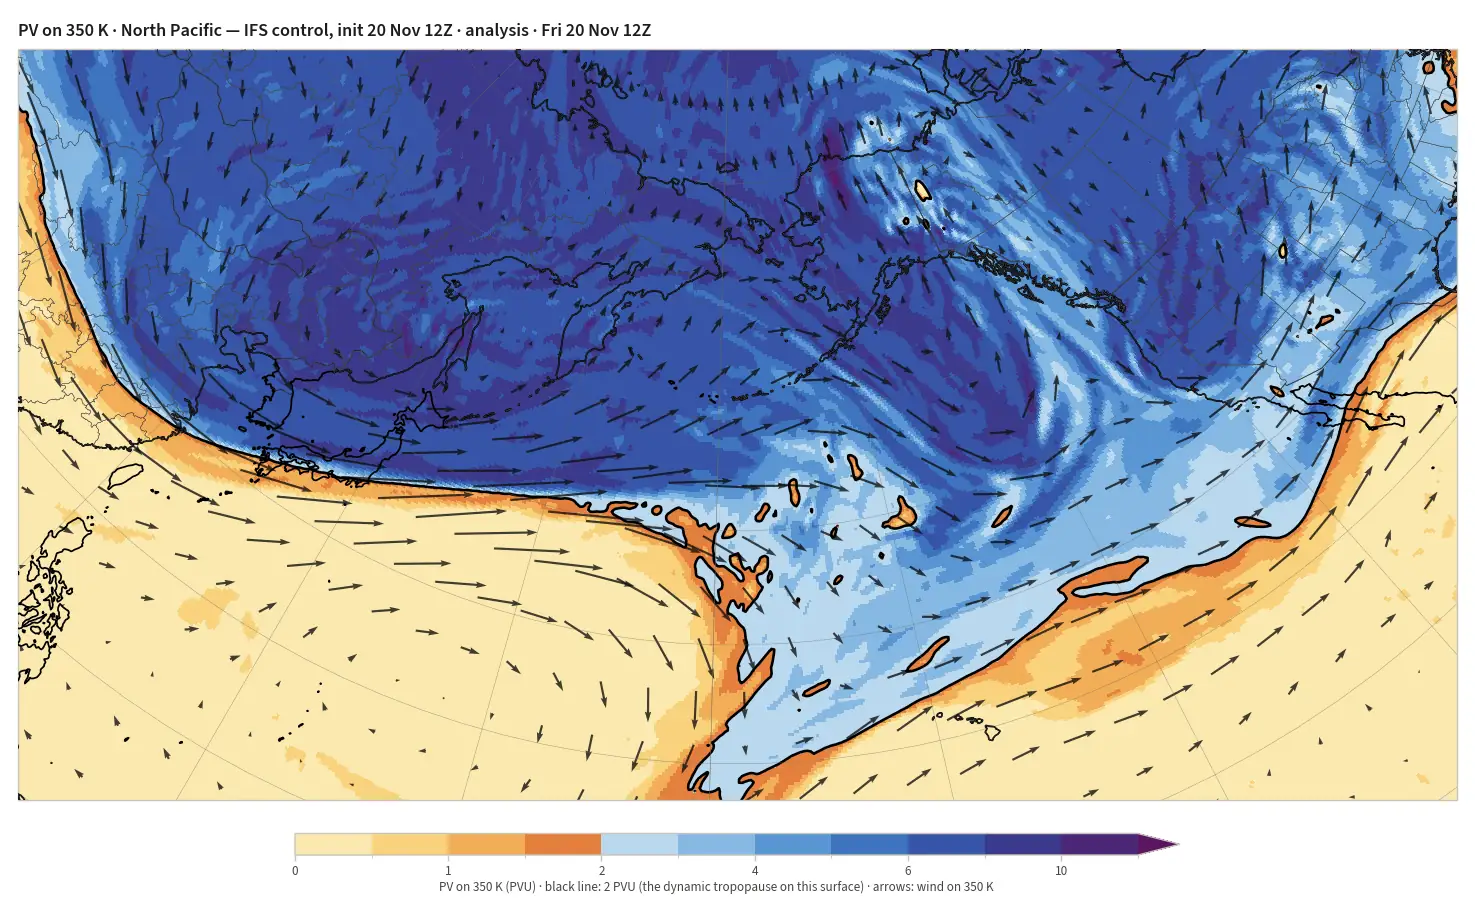 PV on 350 K · North Pacific — IFS control, init 20 Nov 12Z · analysis · Fri 20 Nov 12Z
0 1 2 4 6 10
PV on 350 K (PVU) · black line: 2 PVU (the dynamic tropopause on this surface) · arrows: wind on 350 K